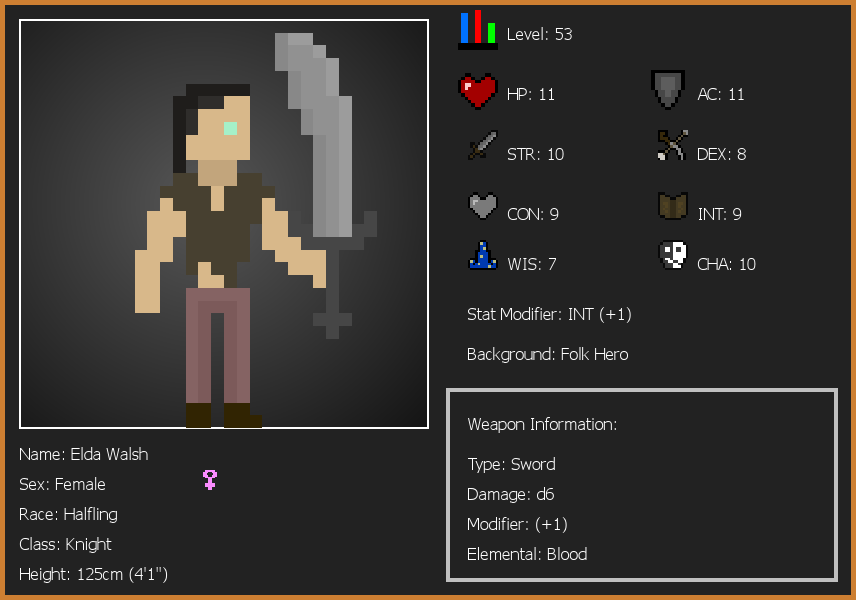 Level: 53
HP: 11
AC: 11
STR: 10
DEX: 8
CON: 9
INT: 9
WIS: 7
CHA: 10
Stat Modifier: INT (+1)
Background: Folk Hero
Weapon Information:
Type: Sword
Damage: d6
Modifier: (+1)
Elemental: Blood
Name: Elda Walsh
Sex: Female
Race: Halfling
Class: Knight
Height: 125cm (4'1")